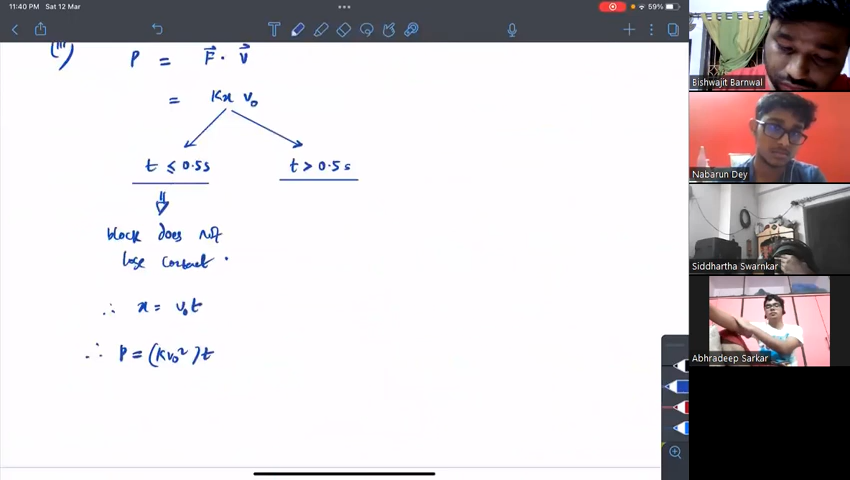 11:40 PM Sat 12 Mar
59%
(iii) P = F⃗ · V⃗
= Kx v₀
t ≤ 0.5s t > 0.5 s
block does not
lose contact.
∴ x = v₀t
∴ P = (Kv₀²)t
Bishwajit Barnwal
Nabarun Dey
Siddhartha Swarnkar
Abhradeep Sarkar